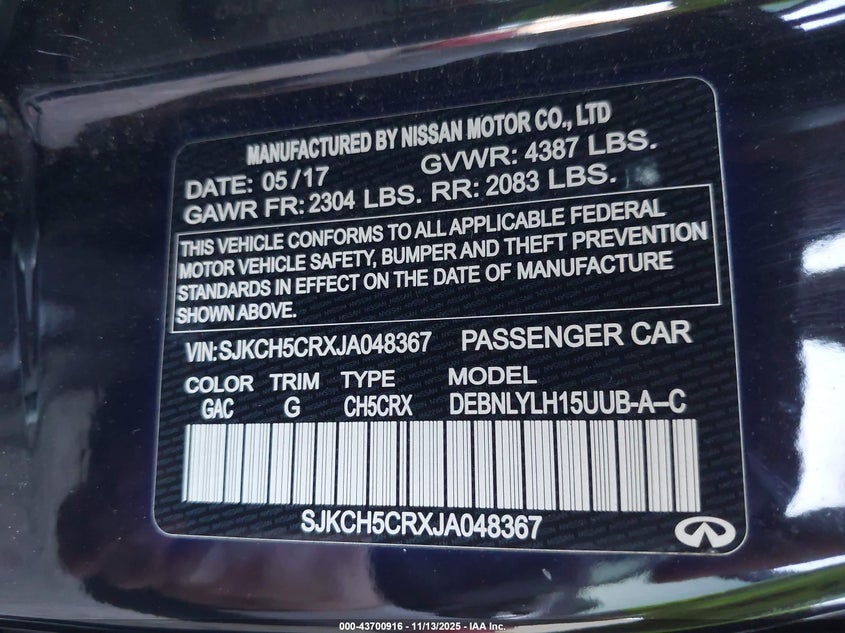 MANUFACTURED BY NISSAN MOTOR CO., LTD
DATE: 05/17 GVWR: 4387 LBS.
GAWR FR: 2304 LBS. RR: 2083 LBS.
THIS VEHICLE CONFORMS TO ALL APPLICABLE FEDERAL
MOTOR VEHICLE SAFETY, BUMPER AND THEFT PREVENTION
STANDARDS IN EFFECT ON THE DATE OF MANUFACTURE
SHOWN ABOVE.
VIN: SJKCH5CRXJA048367 PASSENGER CAR
COLOR TRIM TYPE MODEL
GAC G CH5CRX DEBNLYLH15UUB-A--C
SJKCH5CRXJA048367
000-43700916 - 11/13/2025 - IAA Inc.